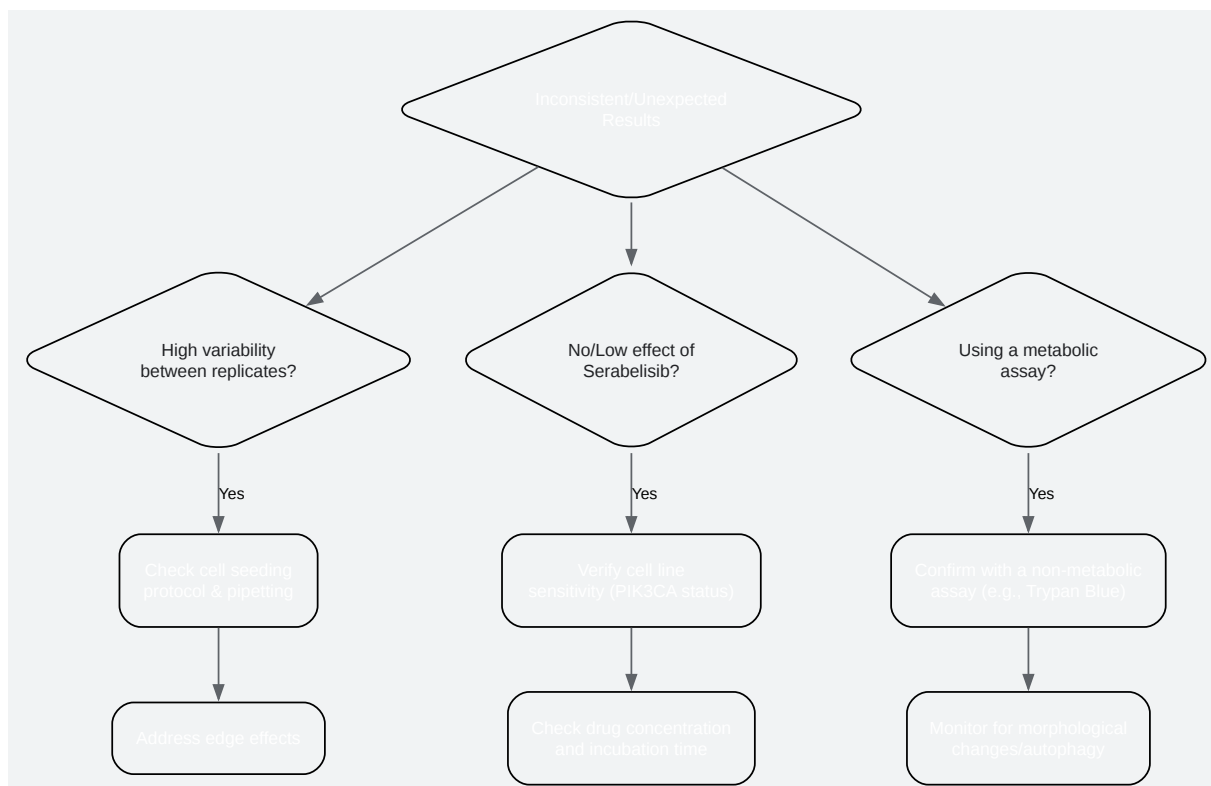 Inconsistent/Unexpected
Results
High variability
between replicates?
No/Low effect of
Serabelisib?
Using a metabolic
assay?
Yes
Yes
Yes
Check cell seeding
protocol & pipetting
Verify cell line
sensitivity (PIK3CA status)
Confirm with a non-metabolic
assay (e.g., Trypan Blue)
Address edge effects
Check drug concentration
and incubation time
Monitor for morphological
changes/autophagy